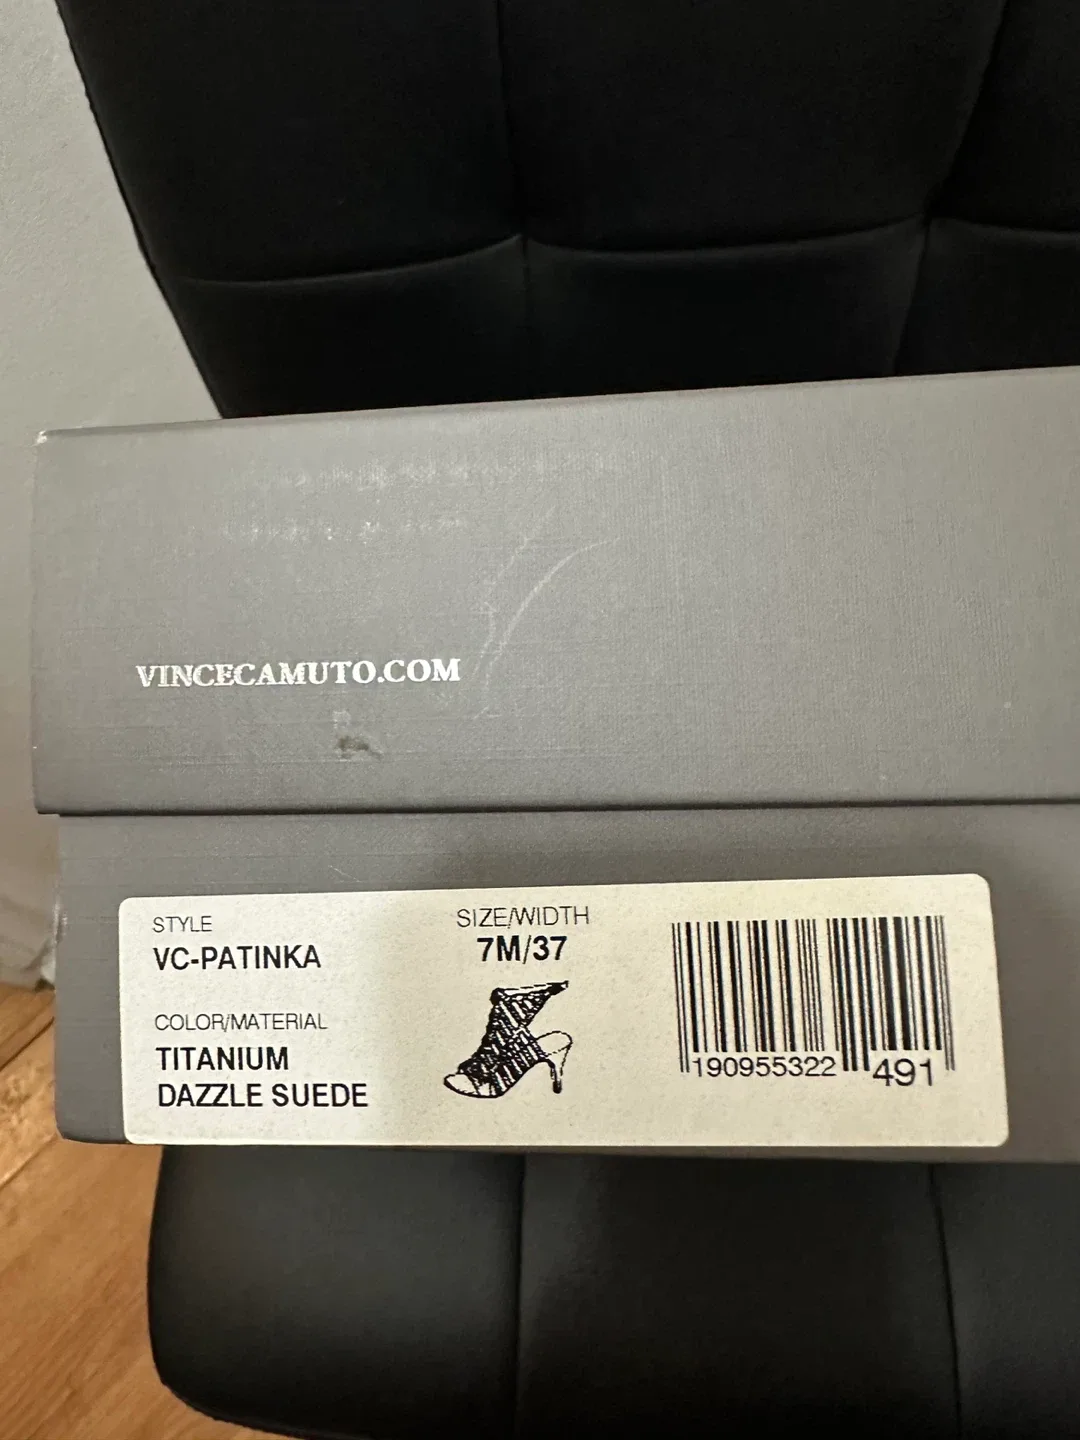 VINCECAMUTO.COM
STYLE
VC-PATINKA
SIZE/WIDTH
7M/37
COLOR/MATERIAL
TITANIUM
DAZZLE SUEDE
190955322 491